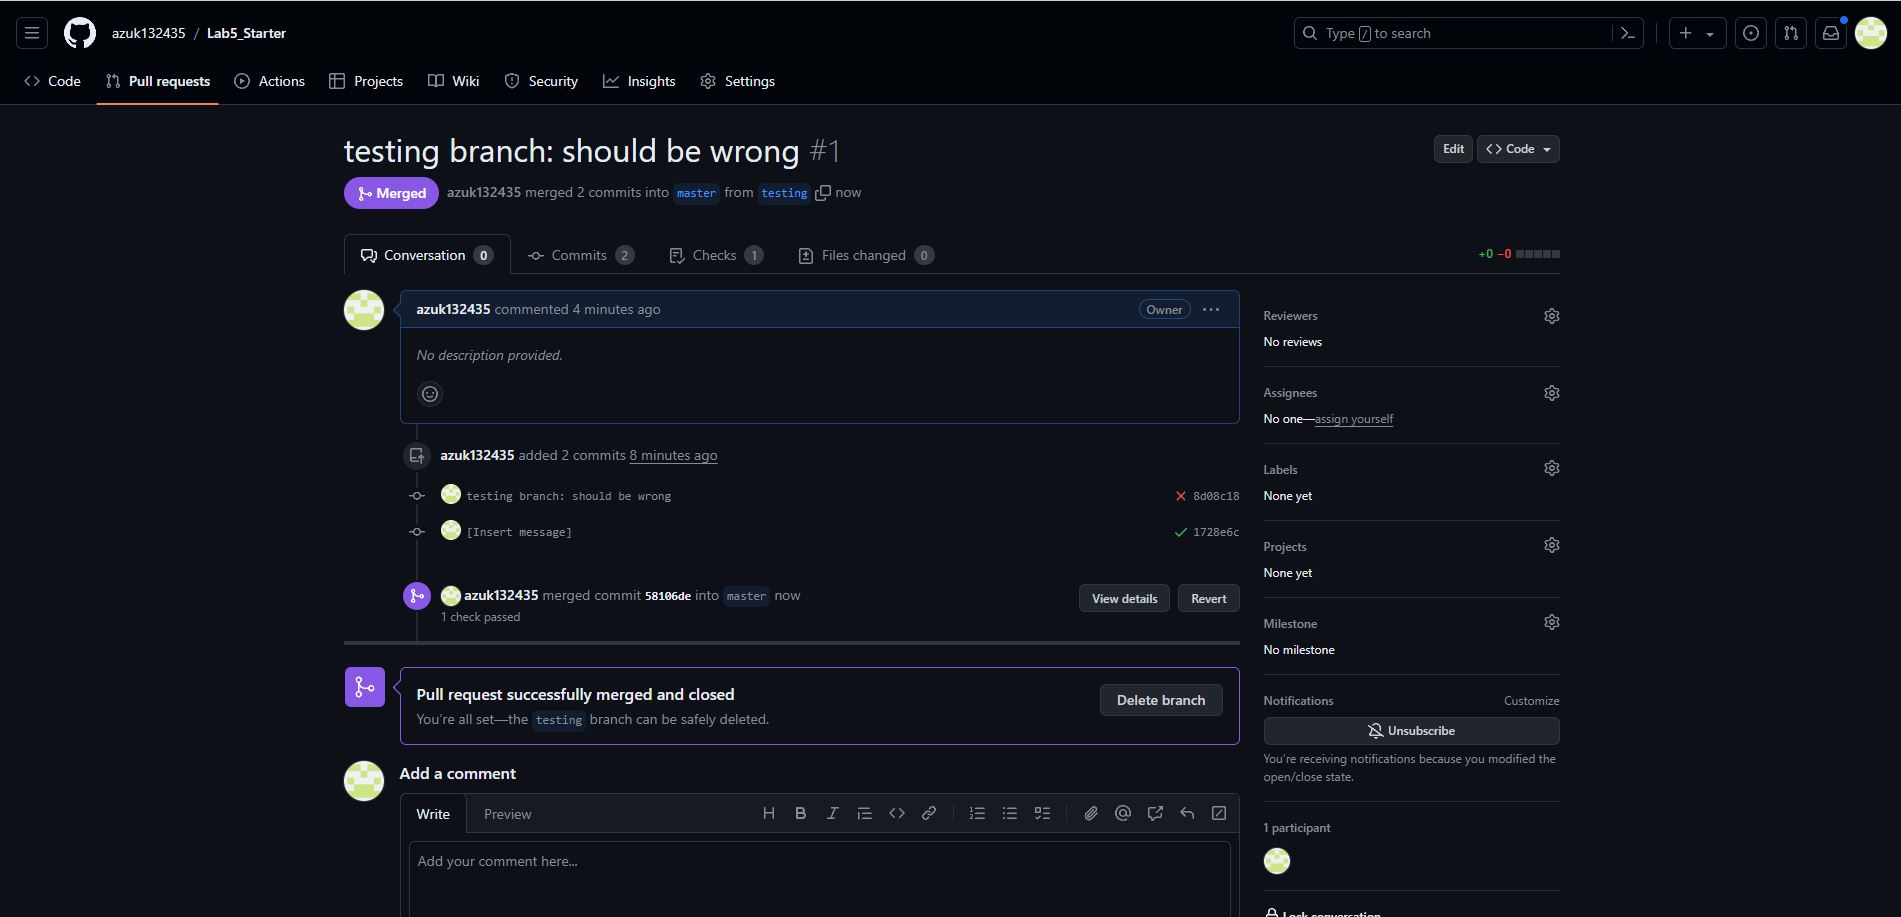 azuk132435 / Lab5_Starter
Type / to search
Code Pull requests Actions Projects Wiki Security Insights Settings
testing branch: should be wrong #1
Edit Code
Merged azuk132435 merged 2 commits into master from testing now
Conversation 0 Commits 2 Checks 1 Files changed 0
+0 −0
azuk132435 commented 4 minutes ago Owner
No description provided.
azuk132435 added 2 commits 8 minutes ago
testing branch: should be wrong 8d08c18
[Insert message] 1728e6c
azuk132435 merged commit 58106de into master now
1 check passed
View details Revert
Pull request successfully merged and closed
You're all set—the testing branch can be safely deleted.
Delete branch
Add a comment
Write Preview
Add your comment here...
Reviewers
No reviews
Assignees
No one—assign yourself
Labels
None yet
Projects
None yet
Milestone
No milestone
Notifications Customize
Unsubscribe
You're receiving notifications because you modified the
open/close state.
1 participant
Lock conversation